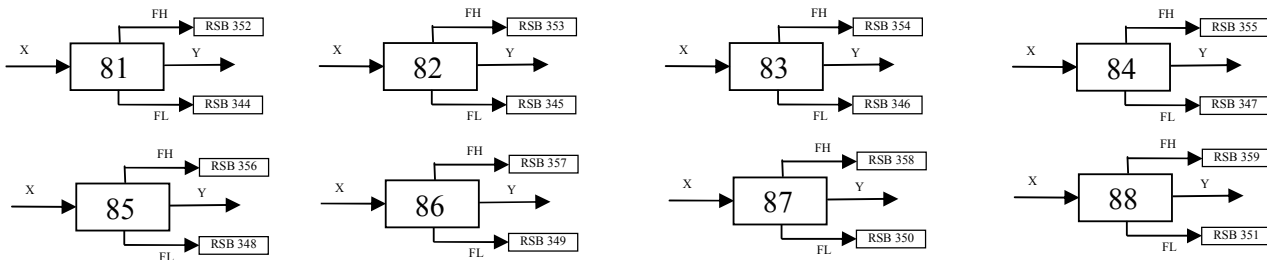 FH RSB 352 FH RSB 353 FH RSB 354 FH RSB 355
X 81 Y X 82 Y X 83 Y X 84 Y
FL RSB 344 FL RSB 345 FL RSB 346 FL RSB 347
FH RSB 356 FH RSB 357 FH RSB 358 FH RSB 359
X 85 Y X 86 Y X 87 Y X 88 Y
FL RSB 348 FL RSB 349 FL RSB 350 FL RSB 351